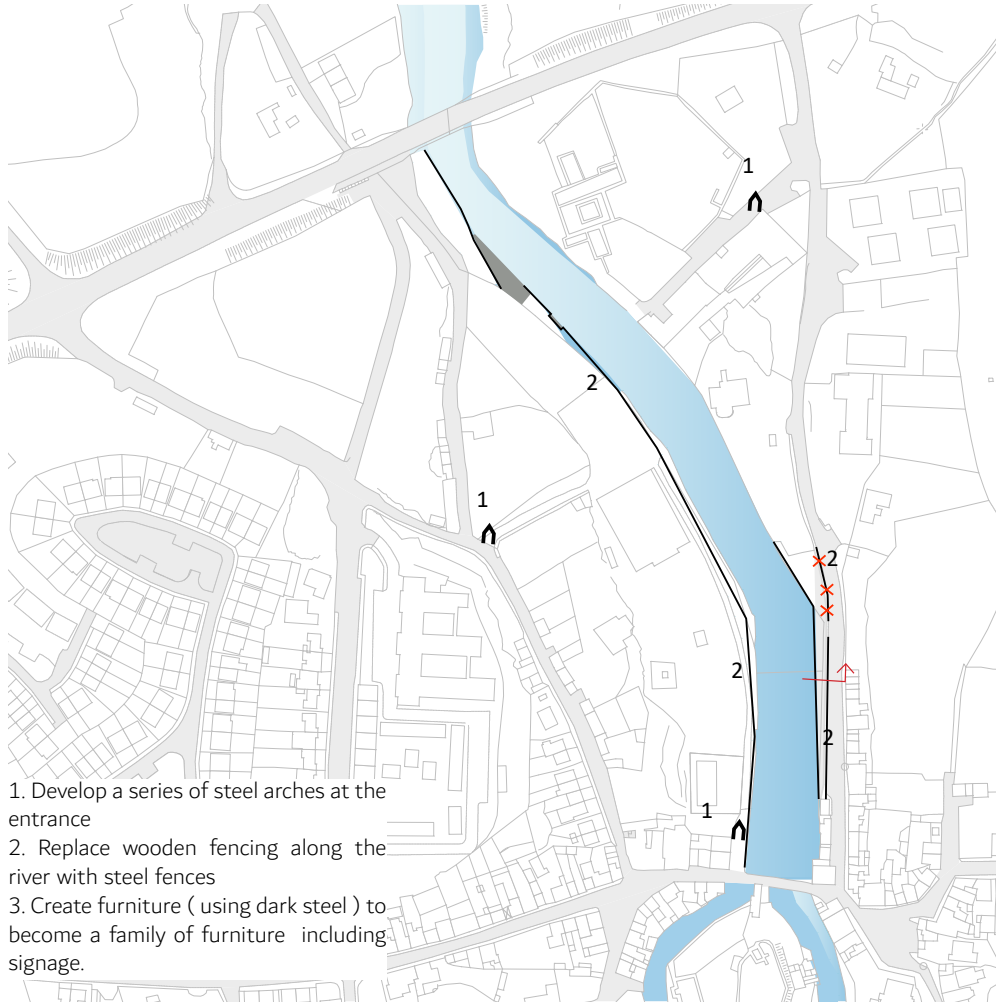 1
1
2
2
2
2
1
1. Develop a series of steel arches at the
entrance
2. Replace wooden fencing along the
river with steel fences
3. Create furniture ( using dark steel ) to
become a family of furniture including
signage.